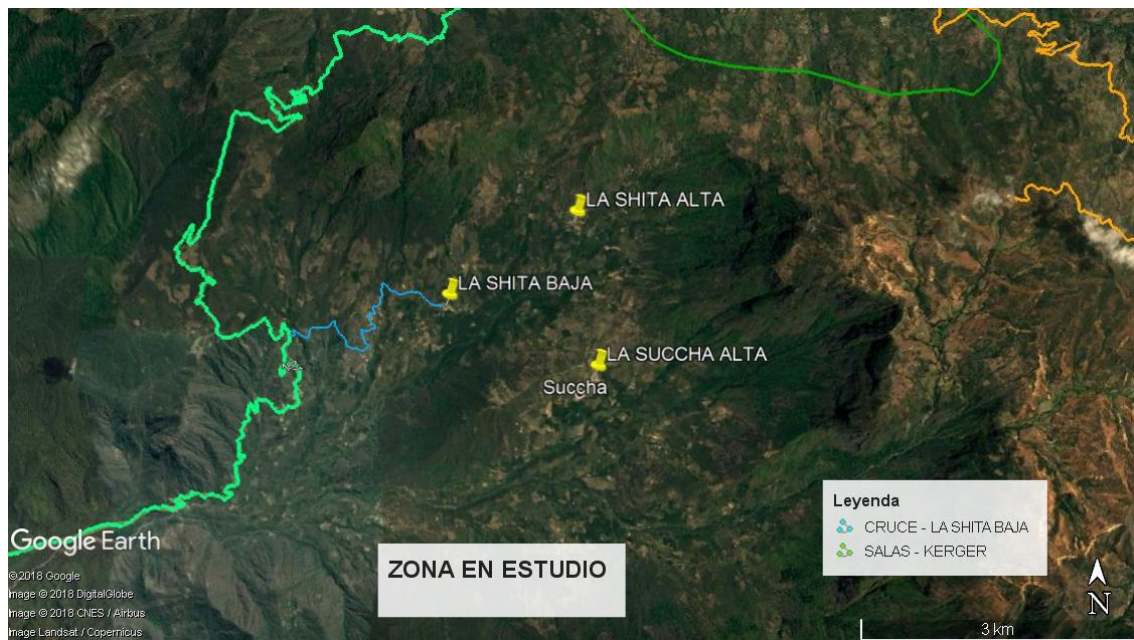 LA SHITA ALTA
LA SHITA BAJA
LA SUCCHA ALTA
Succha
Leyenda
CRUCE - LA SHITA BAJA
SALAS - KERGER
Google Earth
ZONA EN ESTUDIO
© 2018 Google
Image © 2018 DigitalGlobe
Image © 2018 CNES / Airbus
Image Landsat / Copernicus
N
3 km